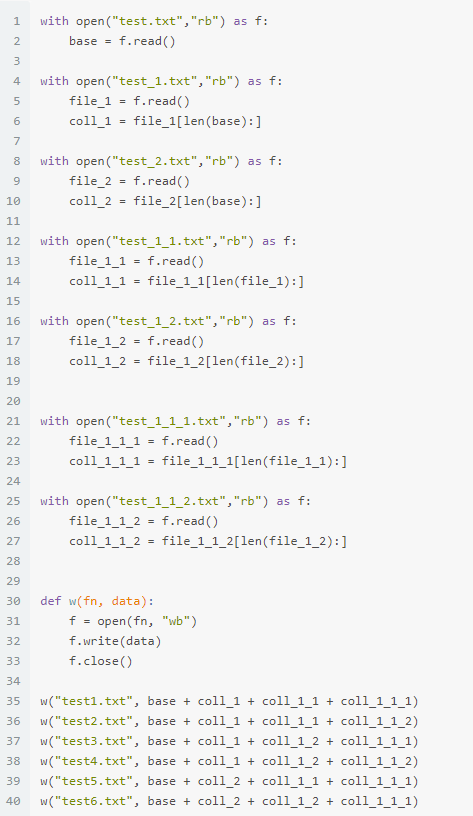 1 with open("test.txt","rb") as f:
2     base = f.read()
3
4 with open("test_1.txt","rb") as f:
5     file_1 = f.read()
6     coll_1 = file_1[len(base):]
7
8 with open("test_2.txt","rb") as f:
9     file_2 = f.read()
10     coll_2 = file_2[len(base):]
11
12 with open("test_1_1.txt","rb") as f:
13     file_1_1 = f.read()
14     coll_1_1 = file_1_1[len(file_1):]
15
16 with open("test_1_2.txt","rb") as f:
17     file_1_2 = f.read()
18     coll_1_2 = file_1_2[len(file_2):]
19
20
21 with open("test_1_1_1.txt","rb") as f:
22     file_1_1_1 = f.read()
23     coll_1_1_1 = file_1_1_1[len(file_1_1):]
24
25 with open("test_1_1_2.txt","rb") as f:
26     file_1_1_2 = f.read()
27     coll_1_1_2 = file_1_1_2[len(file_1_2):]
28
29
30 def w(fn, data):
31     f = open(fn, "wb")
32     f.write(data)
33     f.close()
34
35 w("test1.txt", base + coll_1 + coll_1_1 + coll_1_1_1)
36 w("test2.txt", base + coll_1 + coll_1_1 + coll_1_1_2)
37 w("test3.txt", base + coll_1 + coll_1_2 + coll_1_1_1)
38 w("test4.txt", base + coll_1 + coll_1_2 + coll_1_1_2)
39 w("test5.txt", base + coll_2 + coll_1_1 + coll_1_1_1)
40 w("test6.txt", base + coll_2 + coll_1_2 + coll_1_1_1)